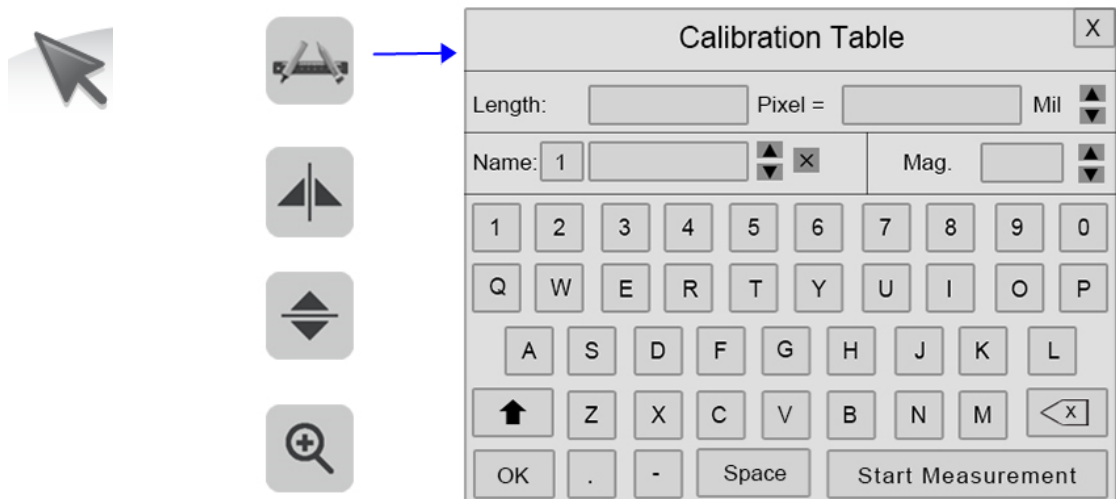 Calibration Table X
Length: Pixel = Mil
Name: 1 × Mag.
1 2 3 4 5 6 7 8 9 0
Q W E R T Y U I O P
A S D F G H J K L
Z X C V B N M x
OK . - Space Start Measurement